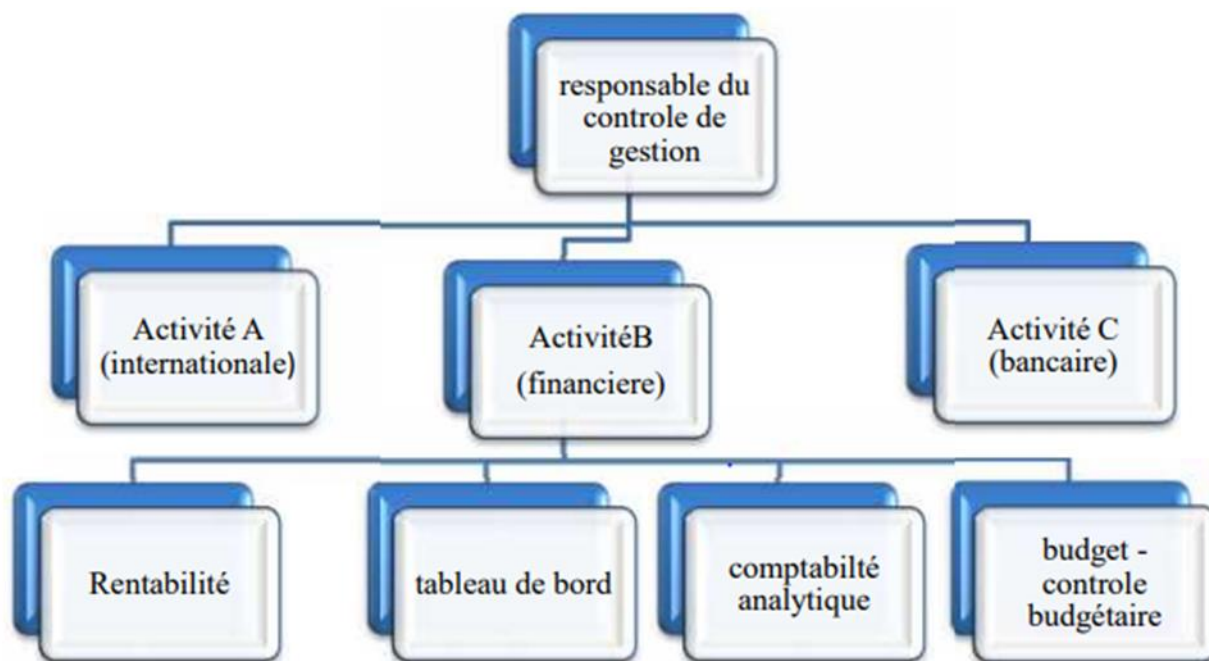 responsable du
controle de
gestion
Activité A
(internationale)
ActivitéB
(financiere)
Activité C
(bancaire)
Rentabilité
tableau de bord
comptabilté
analytique
budget -
controle
budgétaire